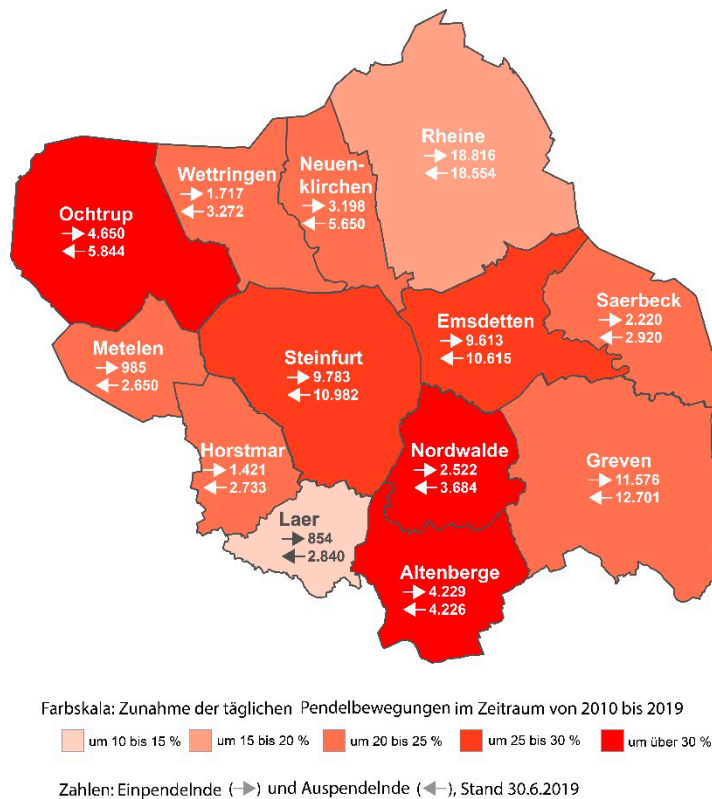 Rheine
→ 18.816
← 18.554
Neuen-
kirchen
→ 3.198
← 5.650
Wettringen
→ 1.717
← 3.272
Ochtrup
→ 4.650
← 5.844
Saerbeck
→ 2.220
← 2.920
Emsdetten
→ 9.613
← 10.615
Metelen
→ 985
← 2.650
Steinfurt
→ 9.783
← 10.982
Horstmar
→ 1.421
← 2.733
Nordwalde
→ 2.522
← 3.684
Greven
→ 11.576
← 12.701
Laer
→ 854
← 2.840
Altenberge
→ 4.229
← 4.226
Farbskala: Zunahme der täglichen Pendelbewegungen im Zeitraum von 2010 bis 2019
um 10 bis 15 % um 15 bis 20 % um 20 bis 25 % um 25 bis 30 % um über 30 %
Zahlen: Einpendelnde (→) und Auspendelnde (←), Stand 30.6.2019